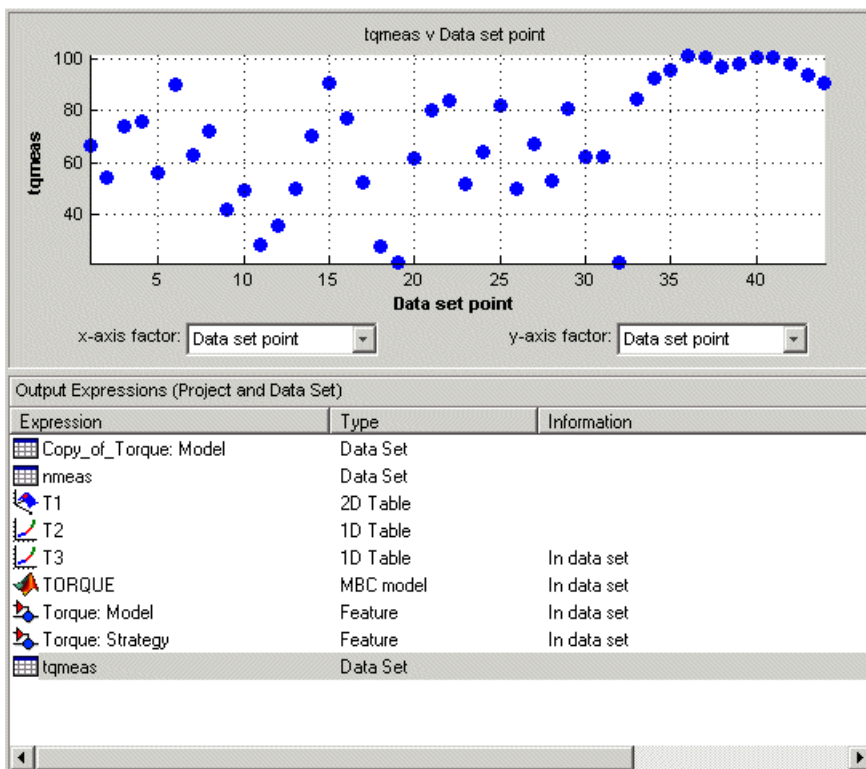 tqmeas v Data set point
100
80
60
40
tqmeas
5 10 15 20 25 30 35 40
Data set point
x-axis factor: Data set point y-axis factor: Data set point
Output Expressions (Project and Data Set)
Expression Type Information
Copy_of_Torque: Model Data Set
nmeas Data Set
T1 2D Table
T2 1D Table
T3 1D Table In data set
TORQUE MBC model In data set
Torque: Model Feature In data set
Torque: Strategy Feature In data set
tqmeas Data Set